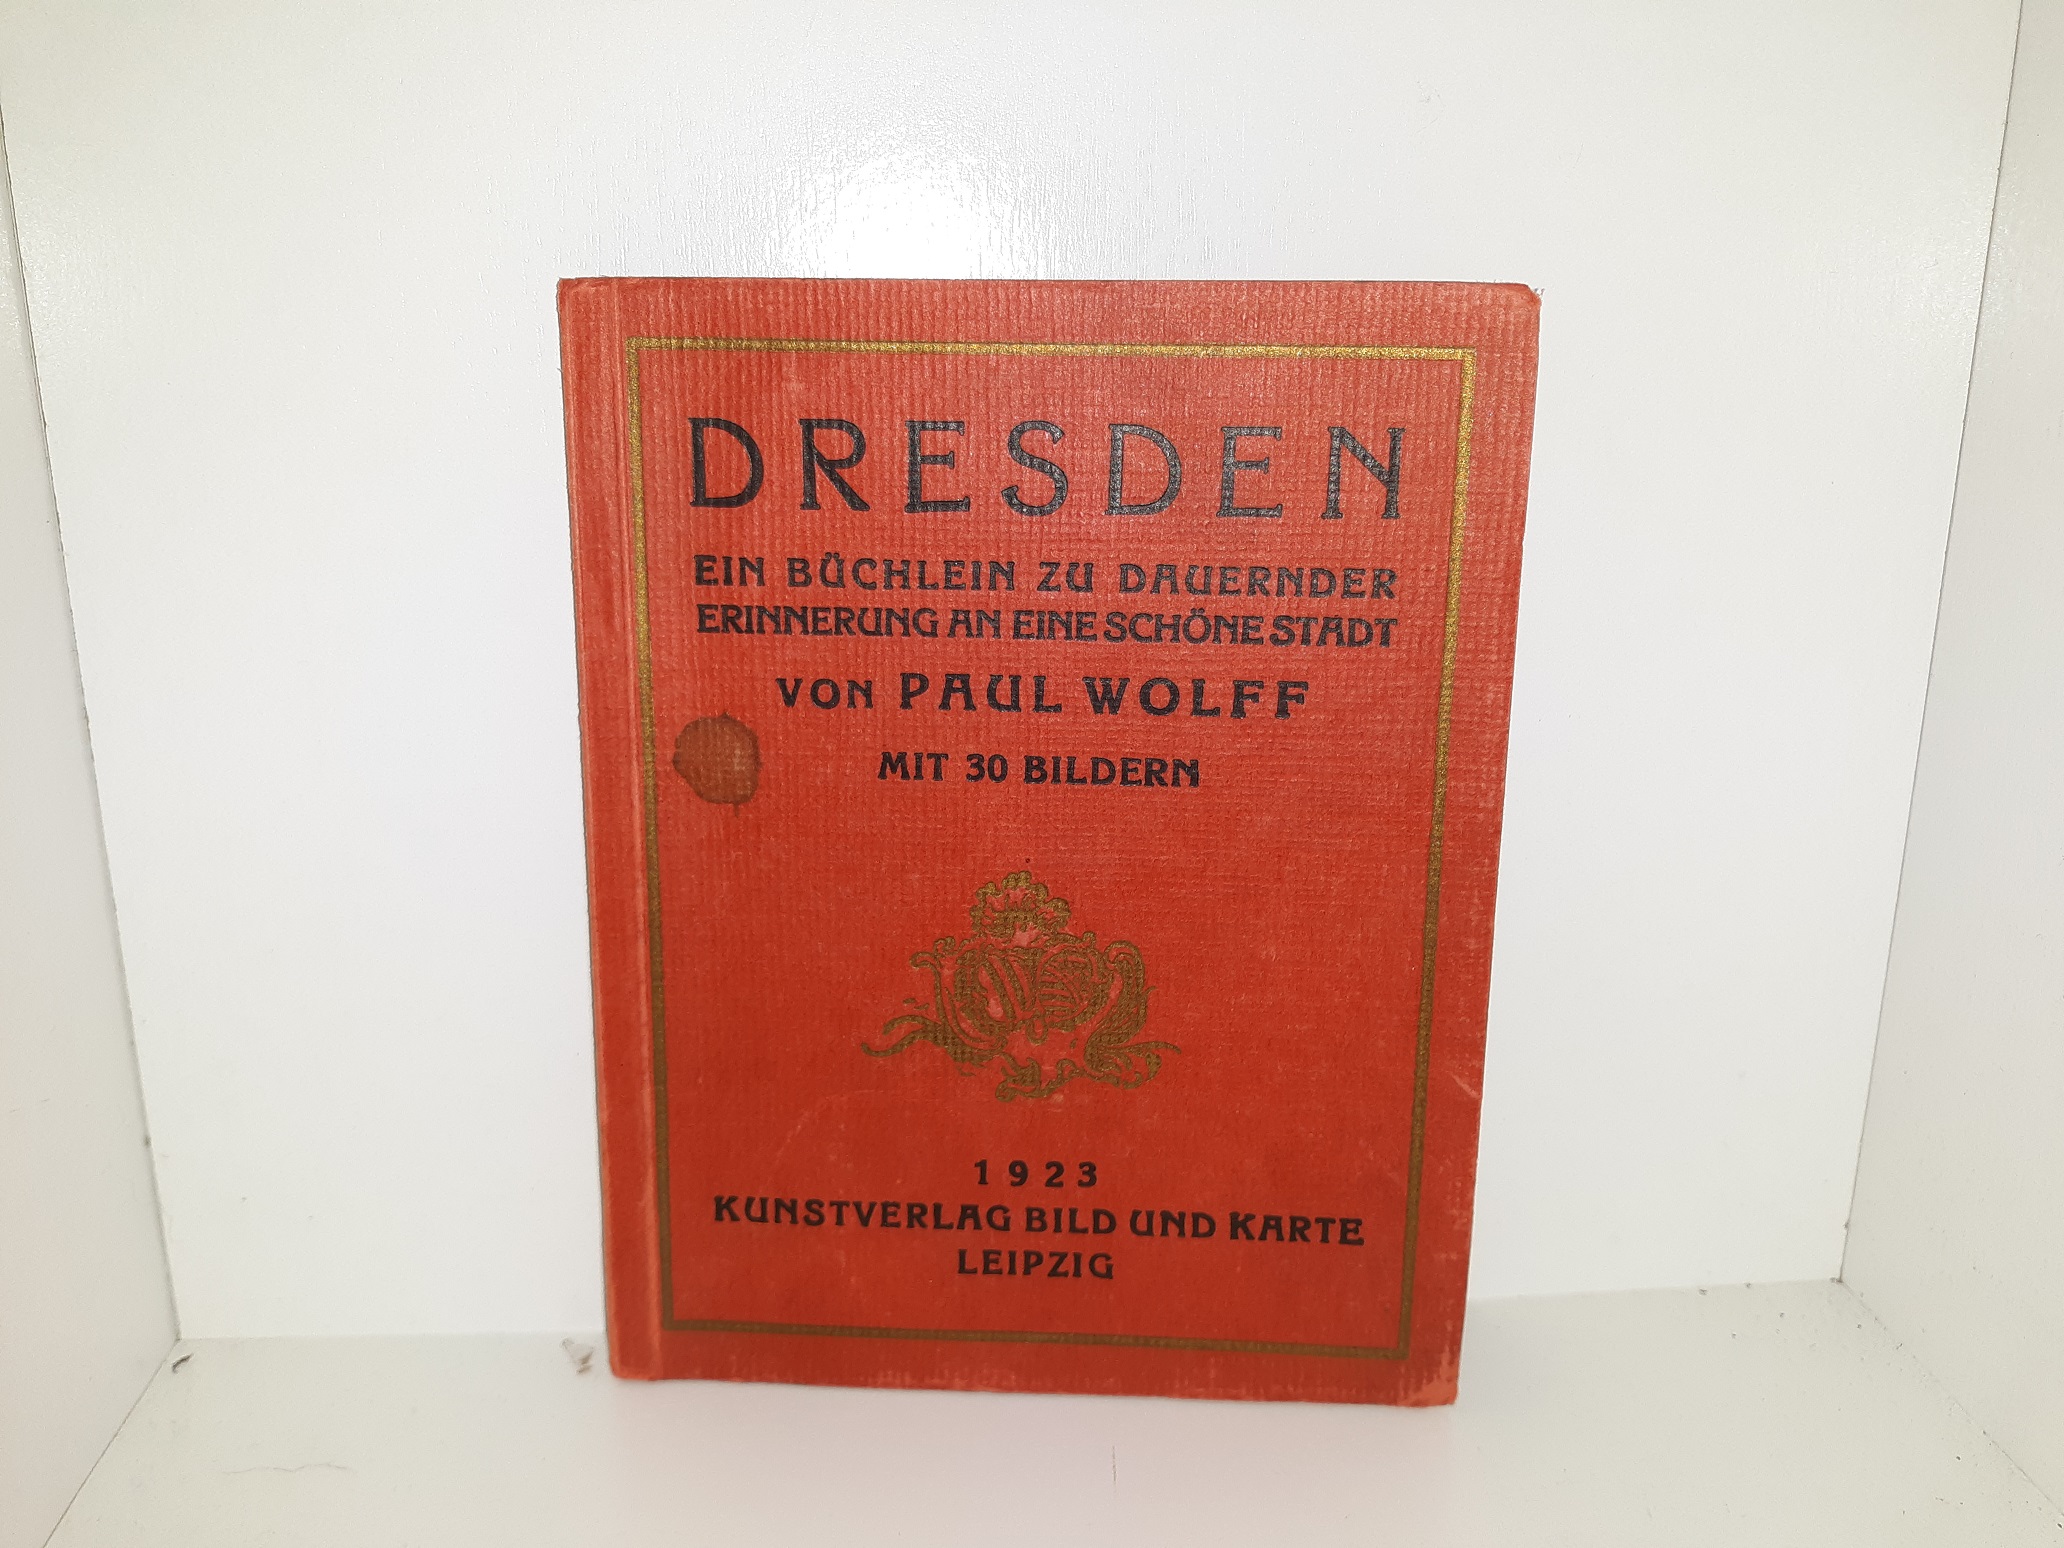 DRESDEN
EIN BÜCHLEIN ZU DAUERNDER
ERINNERUNG AN EINE SCHÖNE STADT
VON PAUL WOLFF
MIT 30 BILDERN
1923
KUNSTVERLAG BILD UND KARTE
LEIPZIG